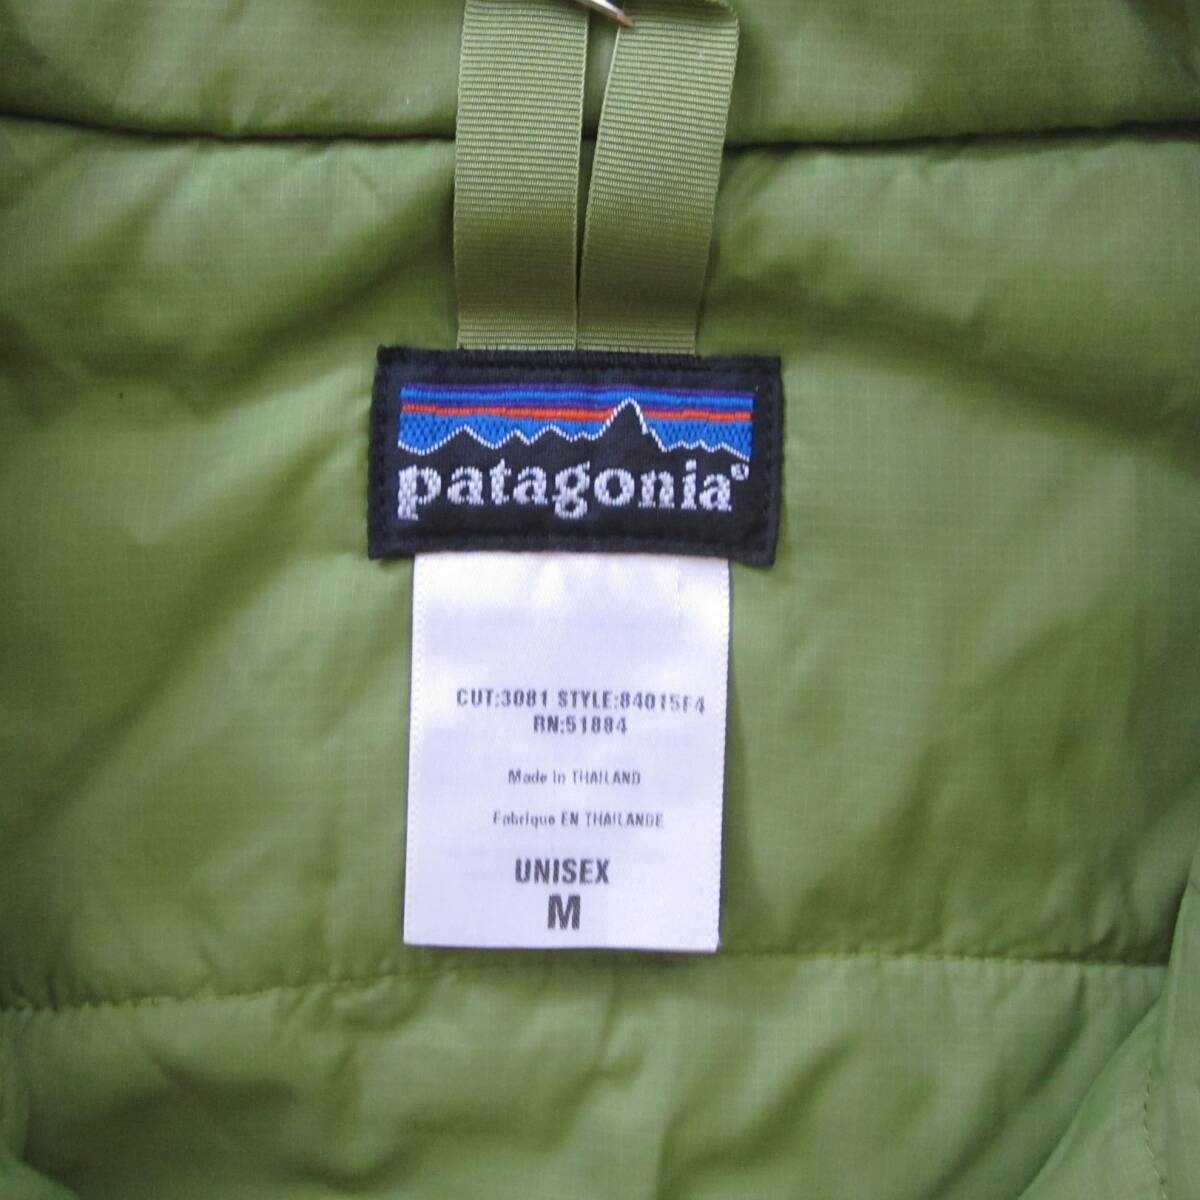 patagonia®
CUT:3081 STYLE:84015F4
RN:51884
Made in THAILAND
Fabrique EN THAILANDE
UNISEX
M